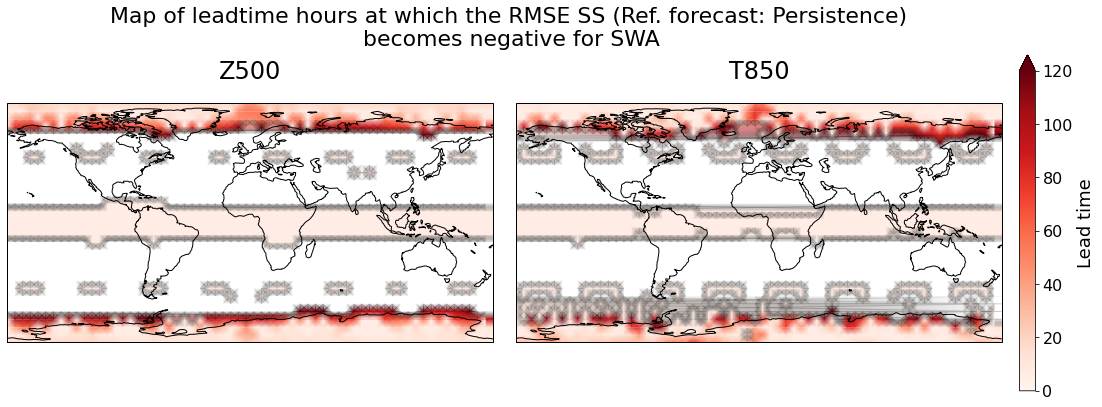 Map of leadtime hours at which the RMSE SS (Ref. forecast: Persistence)
becomes negative for SWA
Z500
T850
120
100
80
60
40
20
0
Lead time